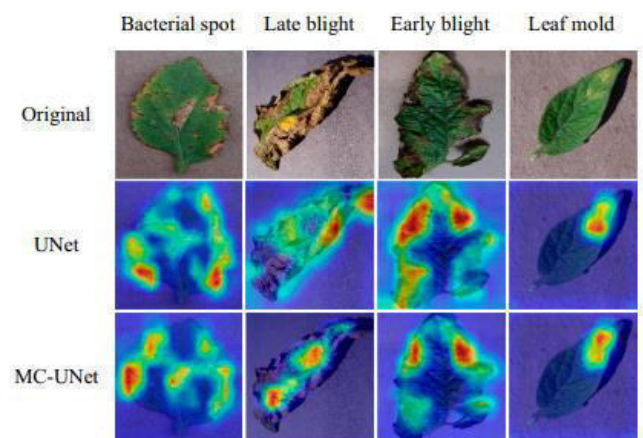 Bacterial spot Late blight Early blight Leaf mold
Original
UNet
MC-UNet